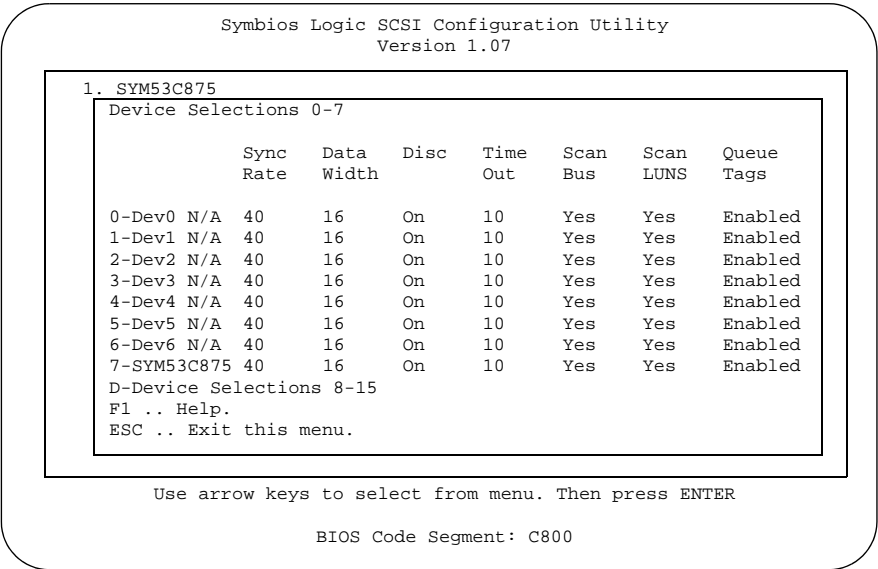 Symbios Logic SCSI Configuration Utility
Version 1.07
1. SYM53C875
Device Selections 0-7
Sync Data Disc Time Scan Scan Queue
Rate Width Out Bus LUNS Tags
0-Dev0 N/A 40 16 On 10 Yes Yes Enabled
1-Dev1 N/A 40 16 On 10 Yes Yes Enabled
2-Dev2 N/A 40 16 On 10 Yes Yes Enabled
3-Dev3 N/A 40 16 On 10 Yes Yes Enabled
4-Dev4 N/A 40 16 On 10 Yes Yes Enabled
5-Dev5 N/A 40 16 On 10 Yes Yes Enabled
6-Dev6 N/A 40 16 On 10 Yes Yes Enabled
7-SYM53C875 40 16 On 10 Yes Yes Enabled
D-Device Selections 8-15
F1 .. Help.
ESC .. Exit this menu.
Use arrow keys to select from menu. Then press ENTER
BIOS Code Segment: C800